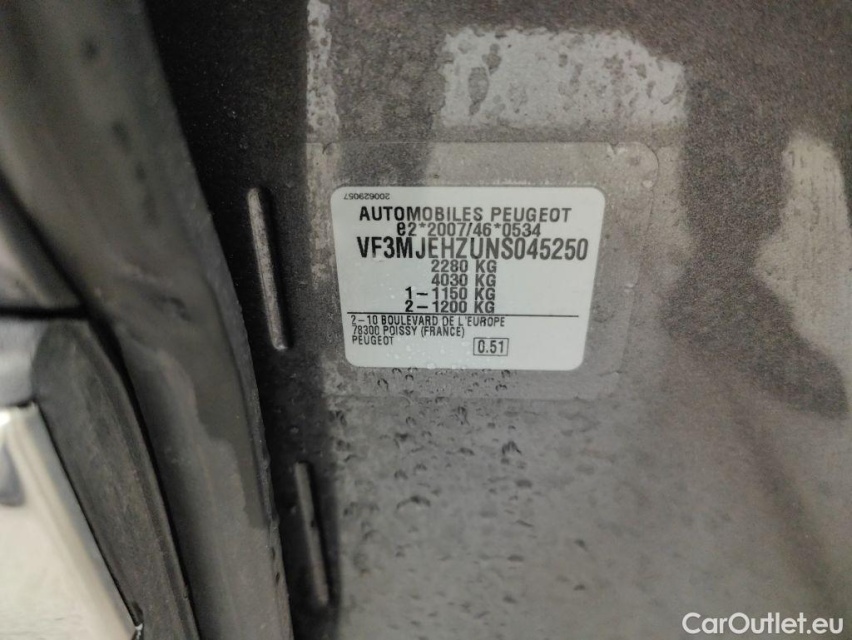 200629057
AUTOMOBILES PEUGEOT
e2*2007/46*0534
VF3MJEHZUNS045250
2280 KG
4030 KG
1-1150 KG
2-1200 KG
2-10 BOULEVARD DE L'EUROPE
78300 POISSY (FRANCE)
PEUGEOT
0.51
CarOutlet.eu